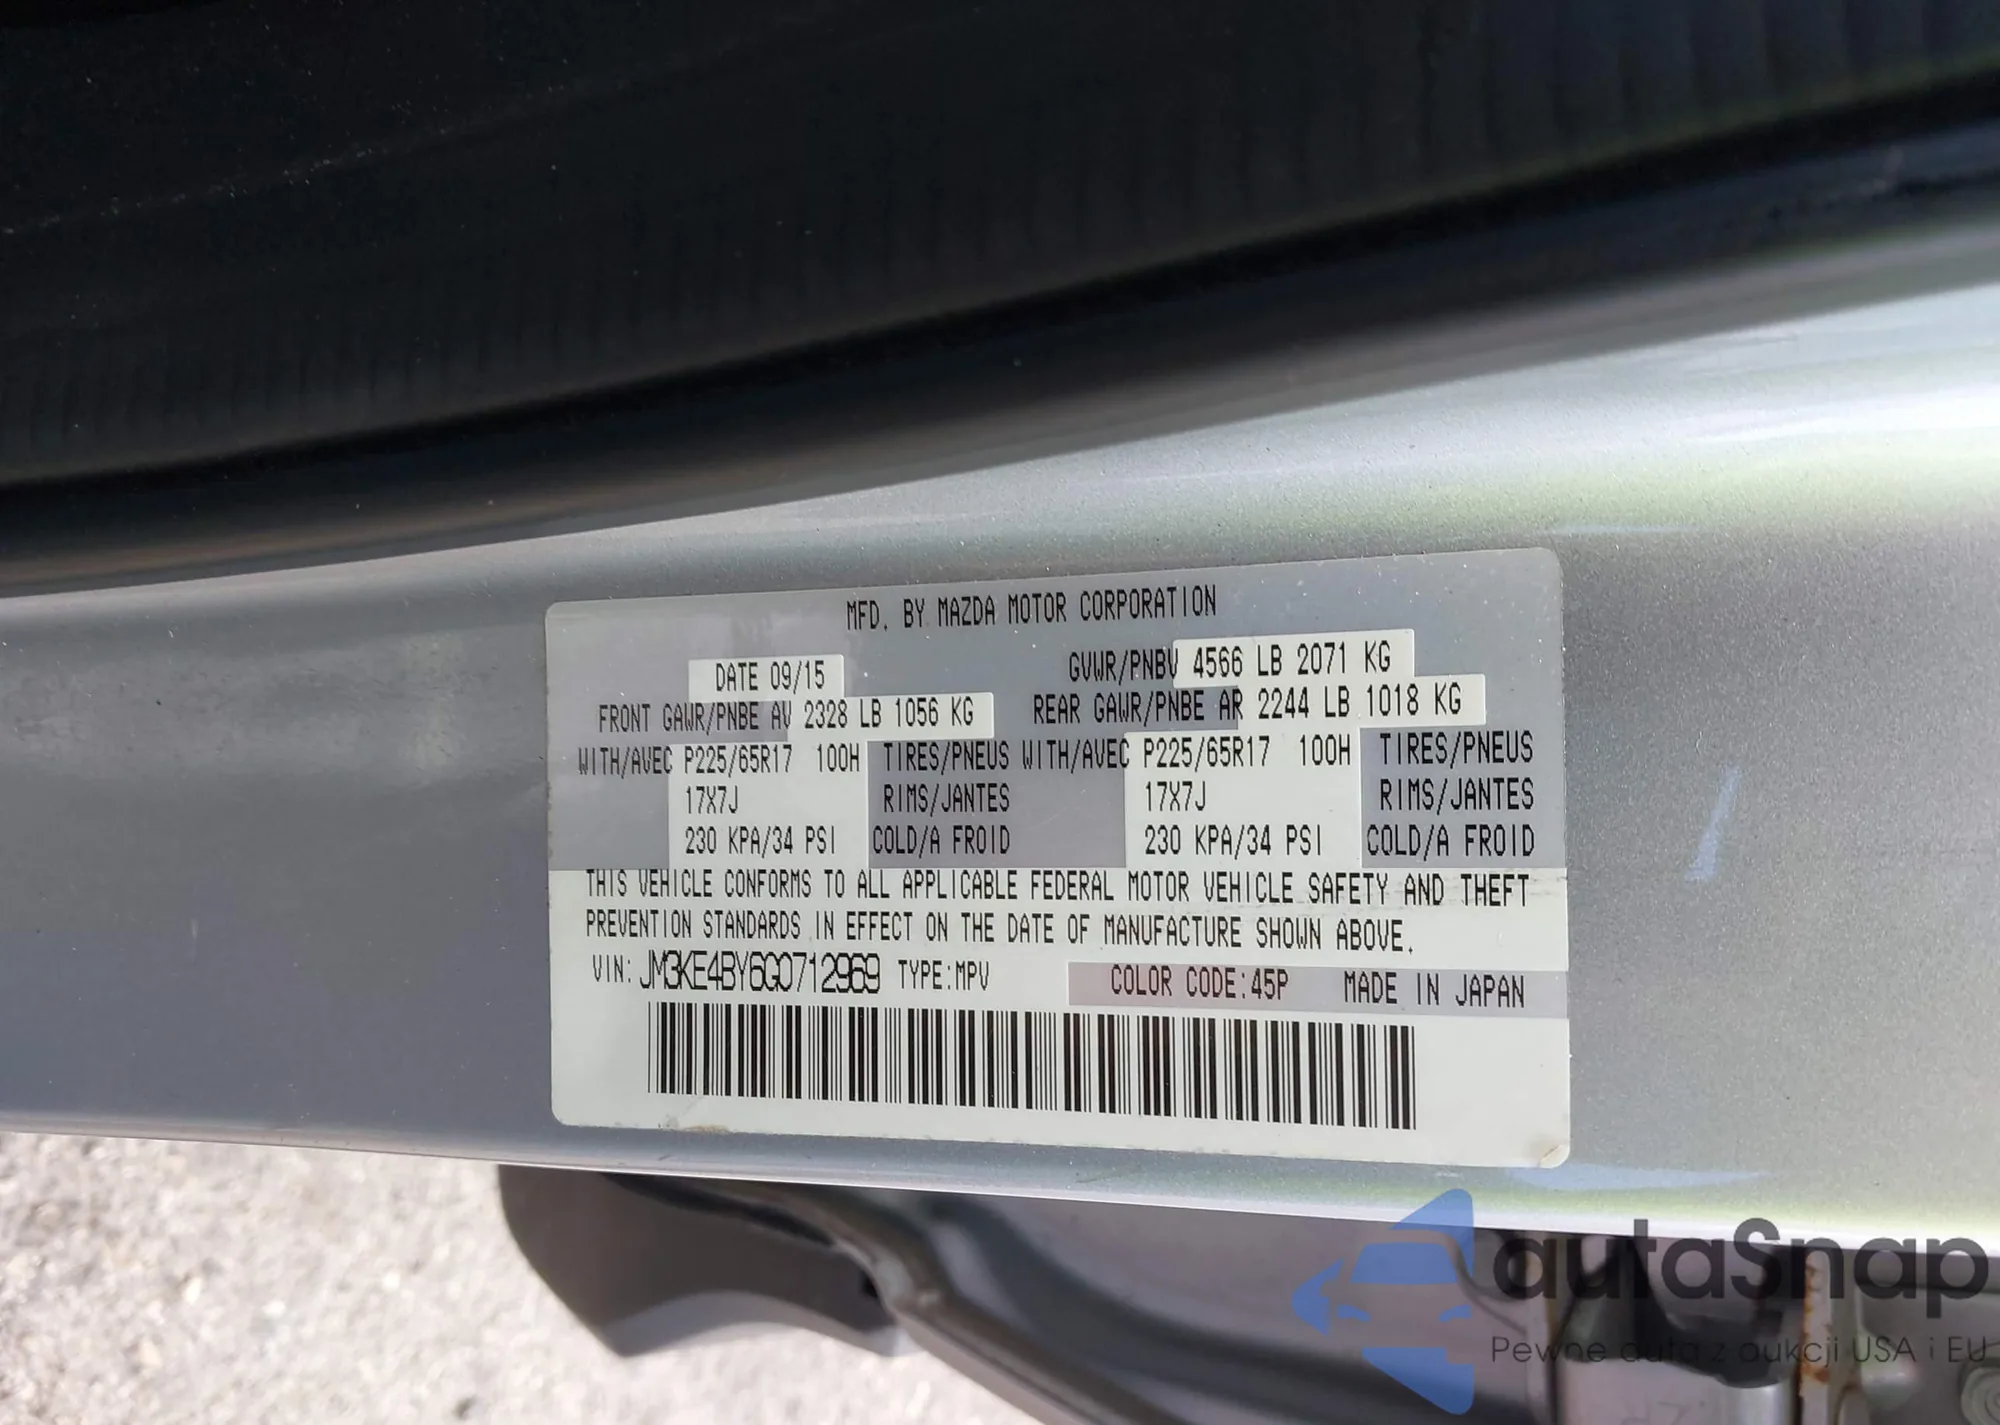 MFD. BY MAZDA MOTOR CORPORATION
DATE 09/15 GVWR/PNBV 4566 LB 2071 KG
FRONT GAWR/PNBE AV 2328 LB 1056 KG REAR GAWR/PNBE AR 2244 LB 1018 KG
WITH/AVEC P225/65R17 100H TIRES/PNEUS WITH/AVEC P225/65R17 100H TIRES/PNEUS
17X7J RIMS/JANTES 17X7J RIMS/JANTES
230 KPA/34 PSI COLD/A FROID 230 KPA/34 PSI COLD/A FROID
THIS VEHICLE CONFORMS TO ALL APPLICABLE FEDERAL MOTOR VEHICLE SAFETY AND THEFT
PREVENTION STANDARDS IN EFFECT ON THE DATE OF MANUFACTURE SHOWN ABOVE.
VIN: JM3KE4BY6G0712969 TYPE:MPV COLOR CODE:45P MADE IN JAPAN
autaSnap
Pewne auta z aukcji USA i EU